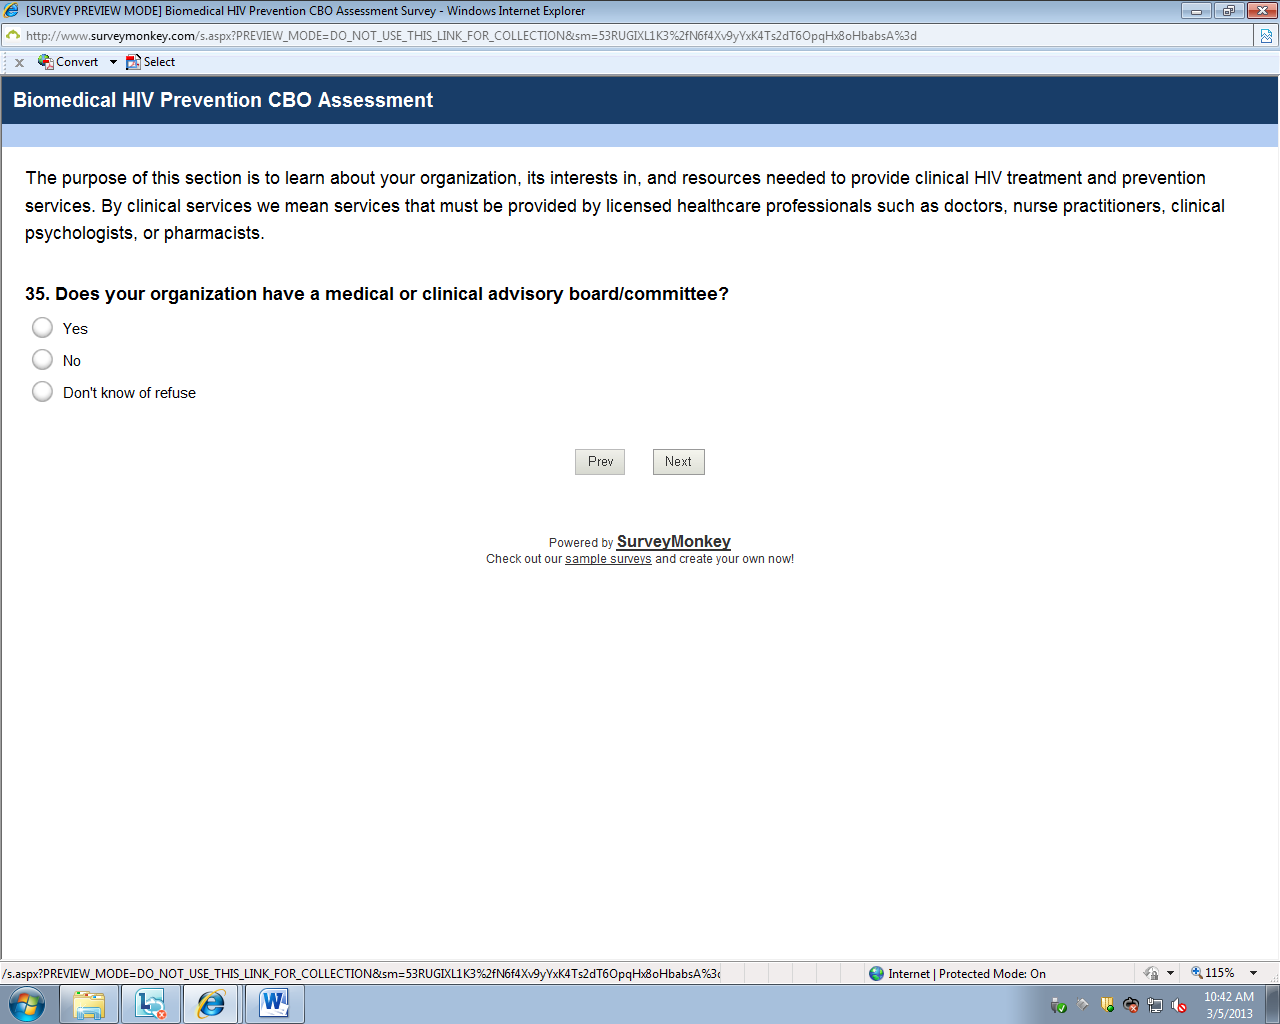 [SURVEY PREVIEW MODE] Biomedical HIV Prevention CBO Assessment Survey - Windows Internet Explorer
http://www.surveymonkey.com/s.aspx?PREVIEW_MODE=DO_NOT_USE_THIS_LINK_FOR_COLLECTION&sm=53RUGIXL1K3%2fN6f4Xv9yYxK4Ts2dT6OpqHx8oHbabsA%3d
x Convert Select
Biomedical HIV Prevention CBO Assessment
The purpose of this section is to learn about your organization, its interests in, and resources needed to provide clinical HIV treatment and prevention
services. By clinical services we mean services that must be provided by licensed healthcare professionals such as doctors, nurse practitioners, clinical
psychologists, or pharmacists.
35. Does your organization have a medical or clinical advisory board/committee?
Yes
No
Don't know of refuse
Prev Next
Powered by SurveyMonkey
Check out our sample surveys and create your own now!
/s.aspx?PREVIEW_MODE=DO_NOT_USE_THIS_LINK_FOR_COLLECTION&sm=53RUGIXL1K3%2fN6f4Xv9yYxK4Ts2dT6OpqHx8oHbabsA%3d Internet | Protected Mode: On 115%
10:42 AM
3/5/2013